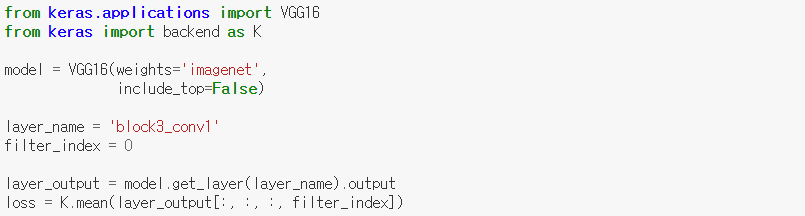 from keras.applications import VGG16
from keras import backend as K
model = VGG16(weights='imagenet',
include_top=False)
layer_name = 'block3_conv1'
filter_index = 0
layer_output = model.get_layer(layer_name).output
loss = K.mean(layer_output[:, :, :, filter_index])